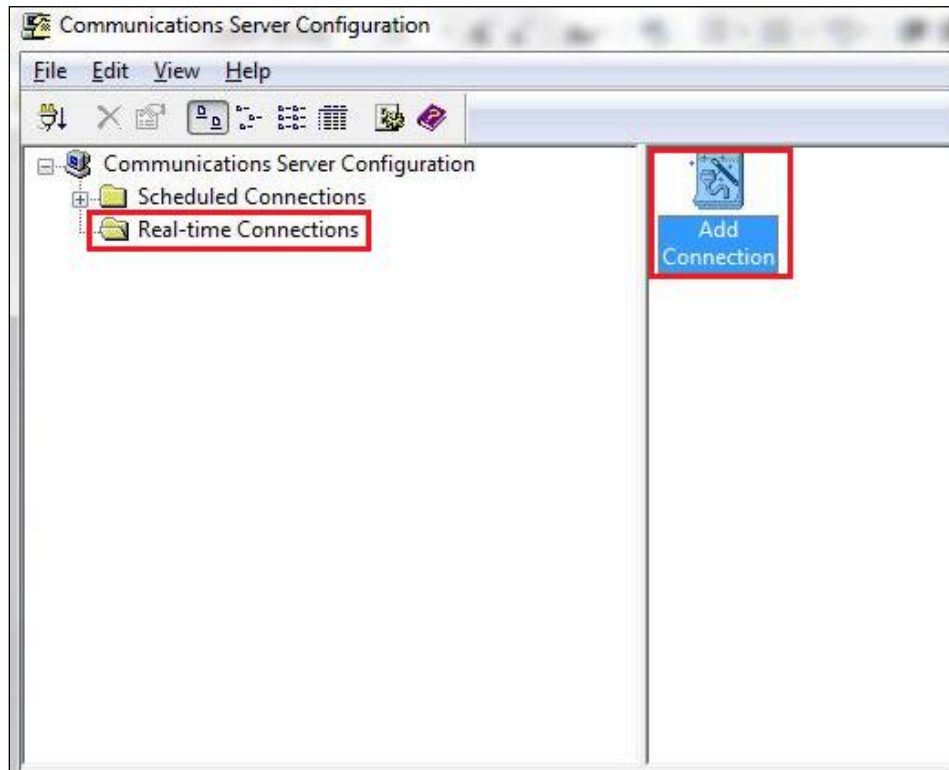 Communications Server Configuration
File Edit View Help
Communications Server Configuration
Scheduled Connections
Real-time Connections
Add
Connection